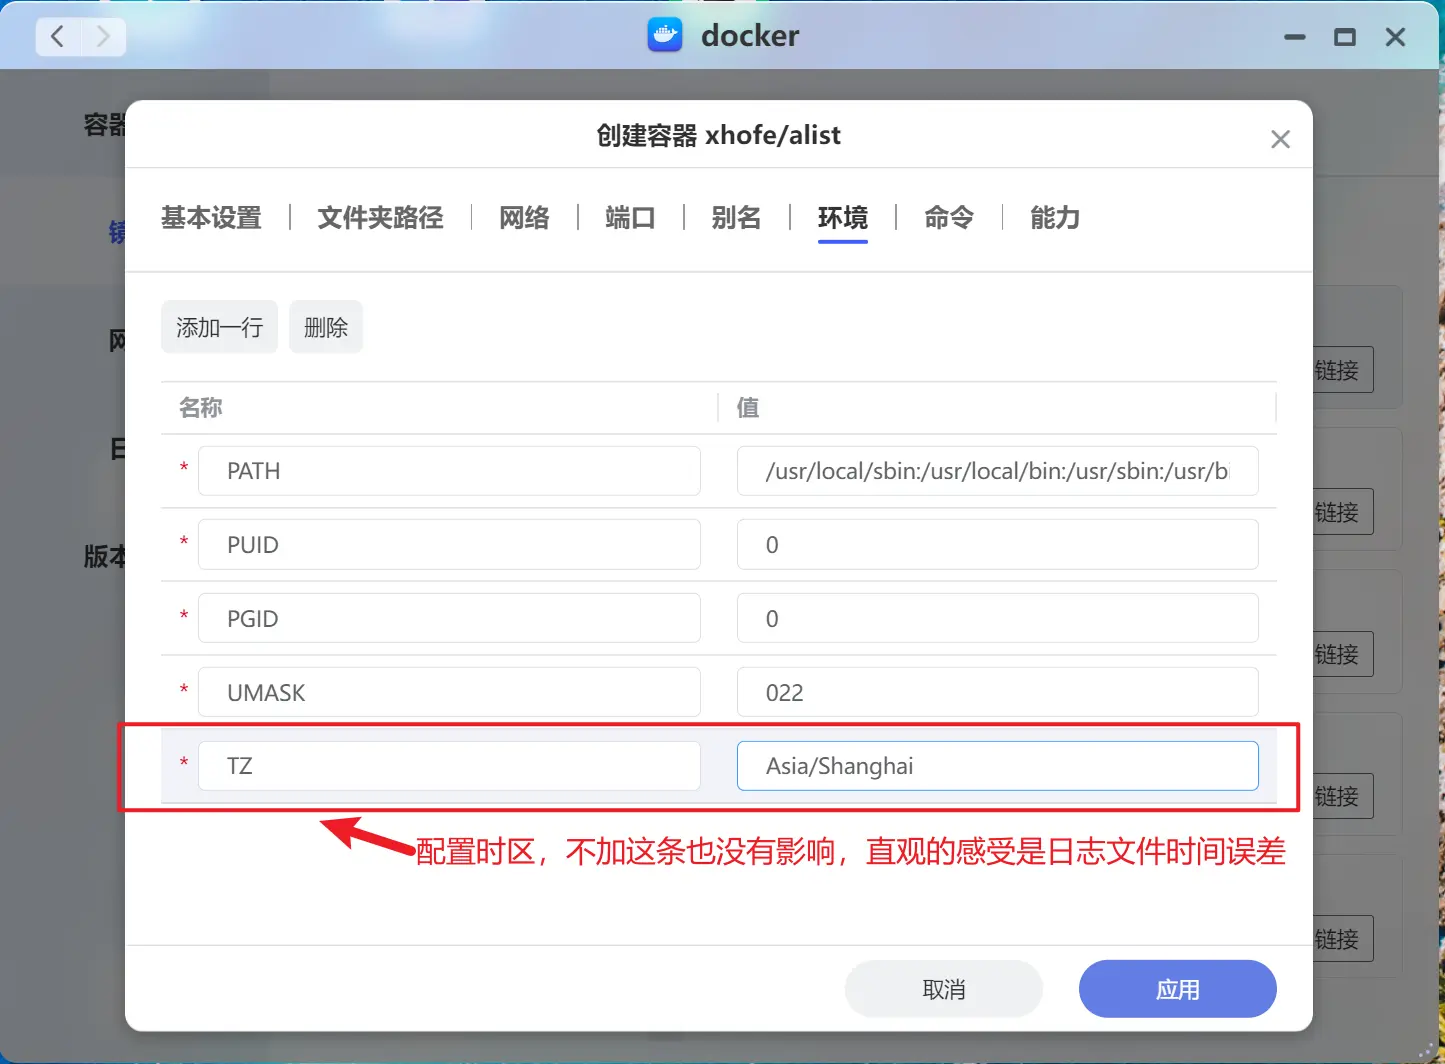 docker
容器
创建容器 xhofe/alist
基本设置 文件夹路径 网络 端口 别名 环境 命令 能力
镜
添加一行 删除
网
链接
名称 值
日
* PATH /usr/local/sbin:/usr/local/bin:/usr/sbin:/usr/bi
链接
* PUID 0
版本
* PGID 0
链接
* UMASK 022
* TZ Asia/Shanghai
链接
配置时区，不加这条也没有影响，直观的感受是日志文件时间误差
链接
取消 应用